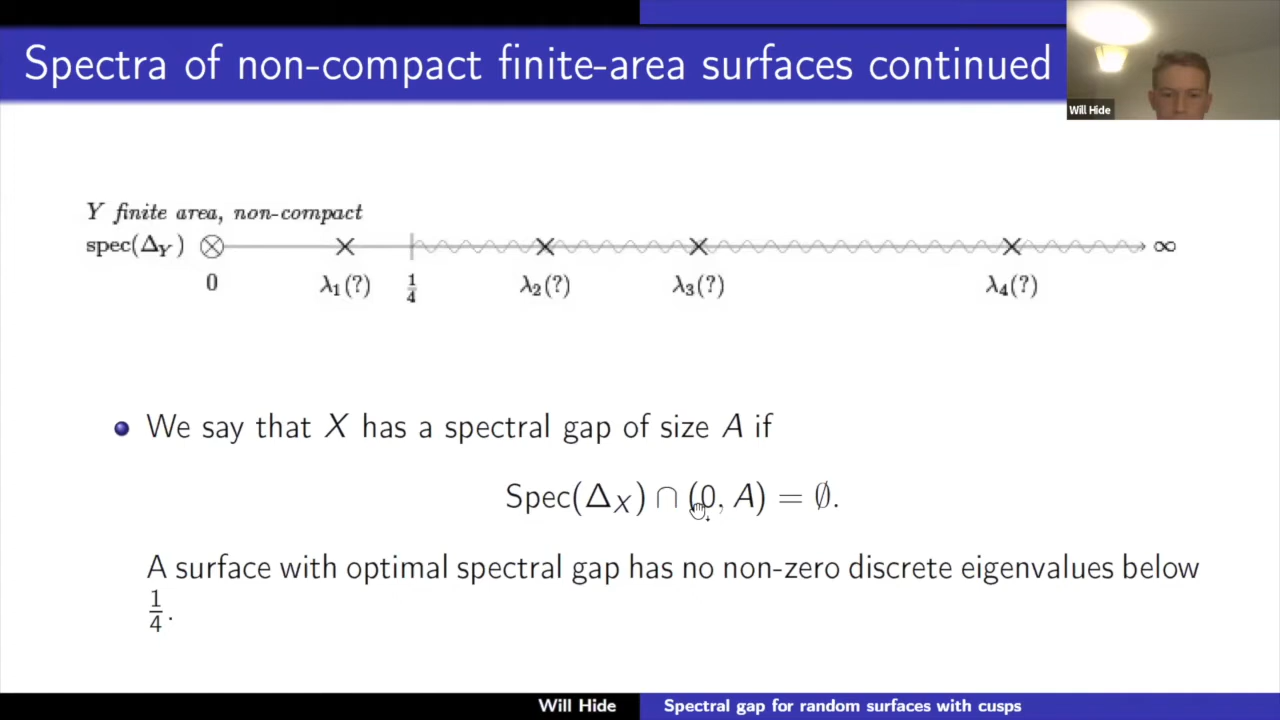 Spectra of non-compact finite-area surfaces continued
Will Hide
Y finite area, non-compact
spec(Δ_Y) 0 λ₁(?) 1/4 λ₂(?) λ₃(?) λ₄(?) ∞
We say that X has a spectral gap of size A if
Spec(Δ_X) ∩ (0, A) = ∅.
A surface with optimal spectral gap has no non-zero discrete eigenvalues below
1/4.
Will Hide Spectral gap for random surfaces with cusps